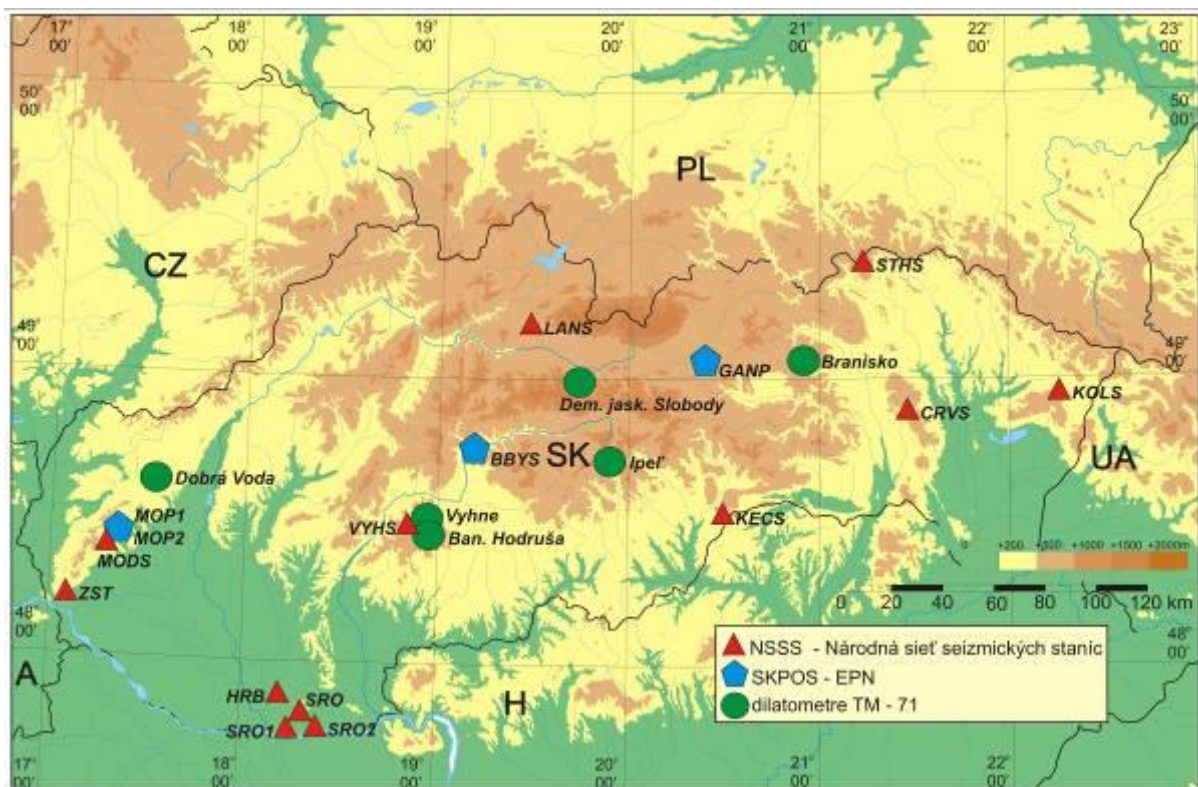 17°
00'
18°
00'
19°
00'
20°
00'
21°
00'
22°
00'
23°
00'
50°
00'
50°
00'
PL
CZ
STHS
49°
00'
LANS
49°
00'
GANP
Branisko
Dem. jask. Slobody
KOLS
CRVS
BBYS
SK
Ipeľ
UA
Dobrá Voda
MOP1
MOP2
MODS
VYHS
Vyhne
Ban. Hodruša
KECS
0 +200 +500 +1000 +1500 +2000m
ZST
0 20 40 60 80 100 120 km
48°
00'
48°
00'
NSSS - Národná sieť seizmických staníc
SKPOS - EPN
dilatometre TM - 71
A
H
HRB
SRO
SRO1
SRO2
17°
00'
18°
00'
19°
00'
20°
00'
21°
00'
22°
00'